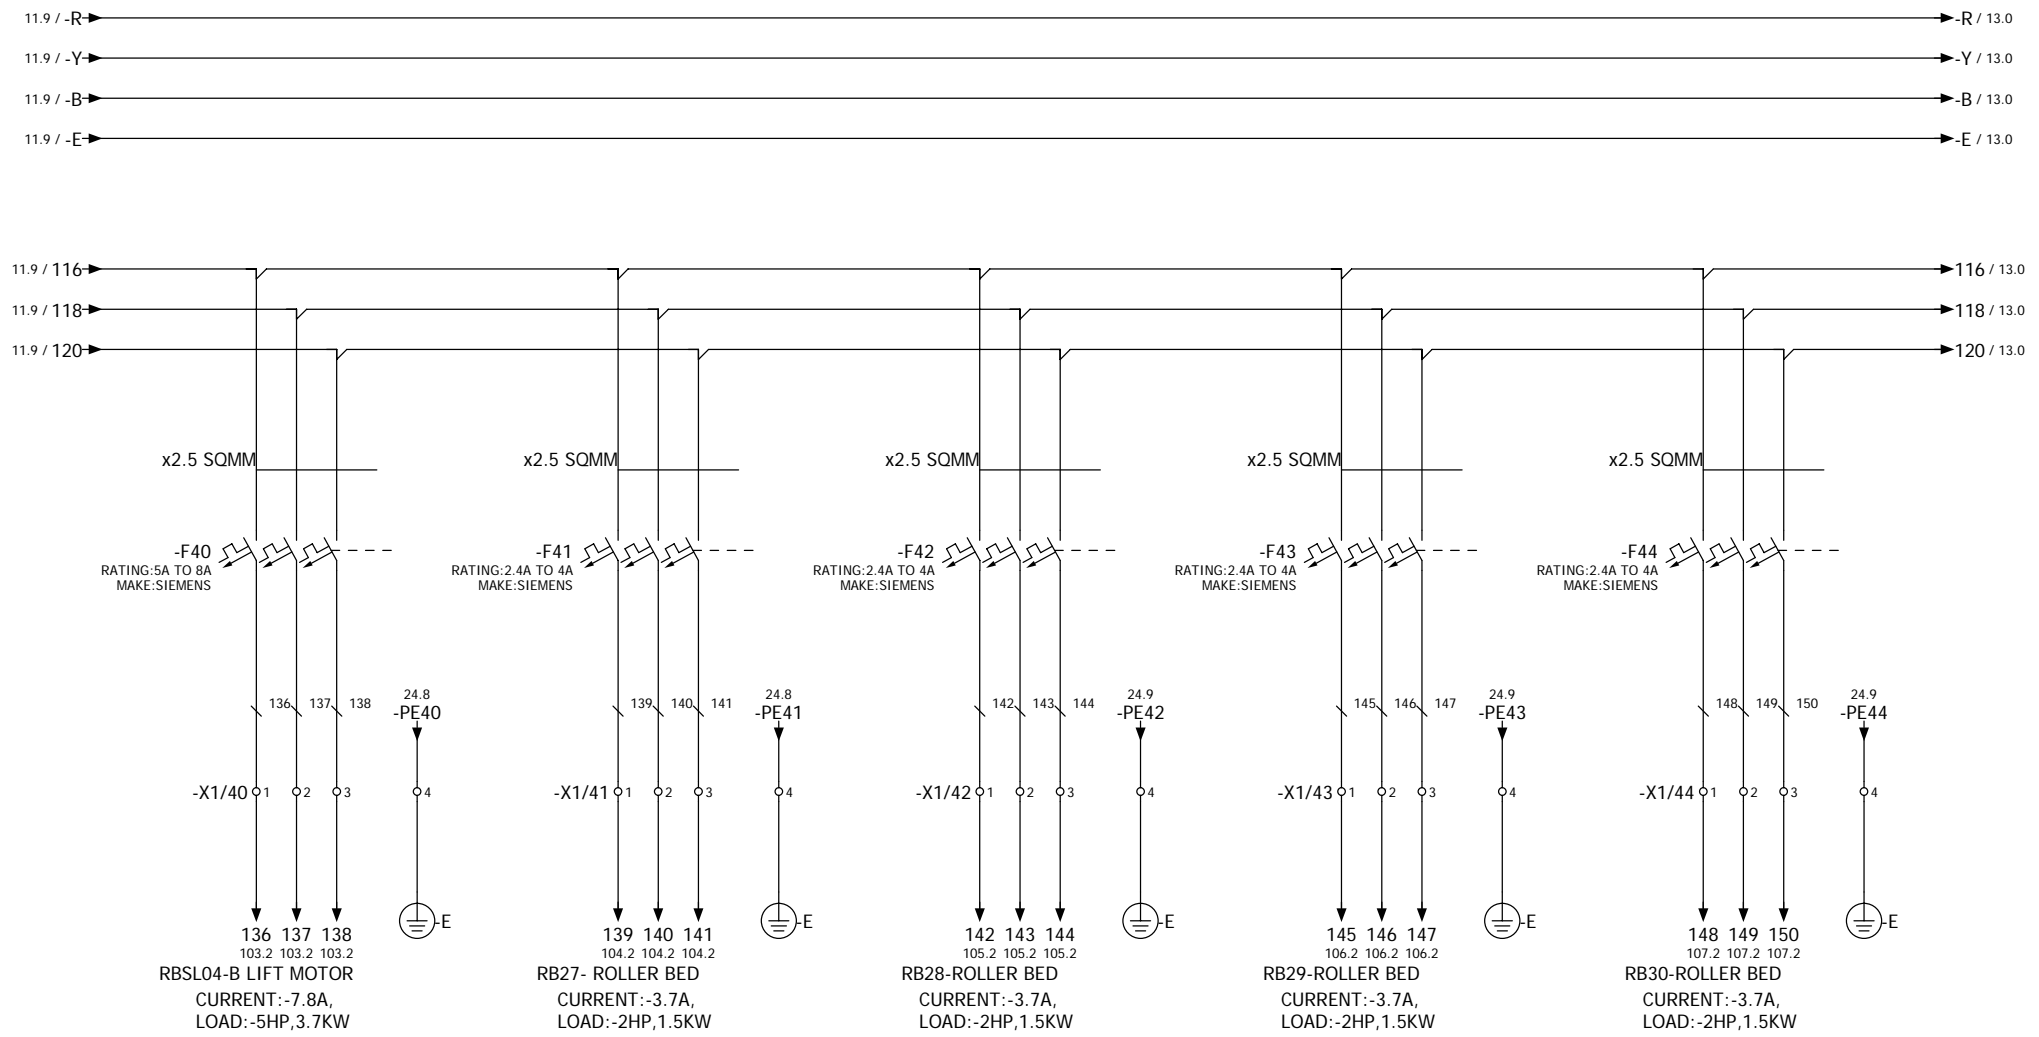 11.9 / -R -R / 13.0
11.9 / -Y -Y / 13.0
11.9 / -B -B / 13.0
11.9 / -E -E / 13.0
11.9 / 116 116 / 13.0
11.9 / 118 118 / 13.0
11.9 / 120 120 / 13.0
x2.5 SQMM x2.5 SQMM x2.5 SQMM x2.5 SQMM x2.5 SQMM
-F40 -F41 -F42 -F43 -F44
RATING:5A TO 8A RATING:2.4A TO 4A RATING:2.4A TO 4A RATING:2.4A TO 4A RATING:2.4A TO 4A
MAKE:SIEMENS MAKE:SIEMENS MAKE:SIEMENS MAKE:SIEMENS MAKE:SIEMENS
24.8 24.8 24.9 24.9 24.9
136 137 138 -PE40 139 140 141 -PE41 142 143 144 -PE42 145 146 147 -PE43 148 149 150 -PE44
-X1/40 1 2 3 4 -X1/41 1 2 3 4 -X1/42 1 2 3 4 -X1/43 1 2 3 4 -X1/44 1 2 3 4
-E -E -E -E -E
136 137 138 139 140 141 142 143 144 145 146 147 148 149 150
103.2 103.2 103.2 104.2 104.2 104.2 105.2 105.2 105.2 106.2 106.2 106.2 107.2 107.2 107.2
RBSL04-B LIFT MOTOR RB27- ROLLER BED RB28-ROLLER BED RB29-ROLLER BED RB30-ROLLER BED
CURRENT:-7.8A, CURRENT:-3.7A, CURRENT:-3.7A, CURRENT:-3.7A, CURRENT:-3.7A,
LOAD:-5HP,3.7KW LOAD:-2HP,1.5KW LOAD:-2HP,1.5KW LOAD:-2HP,1.5KW LOAD:-2HP,1.5KW